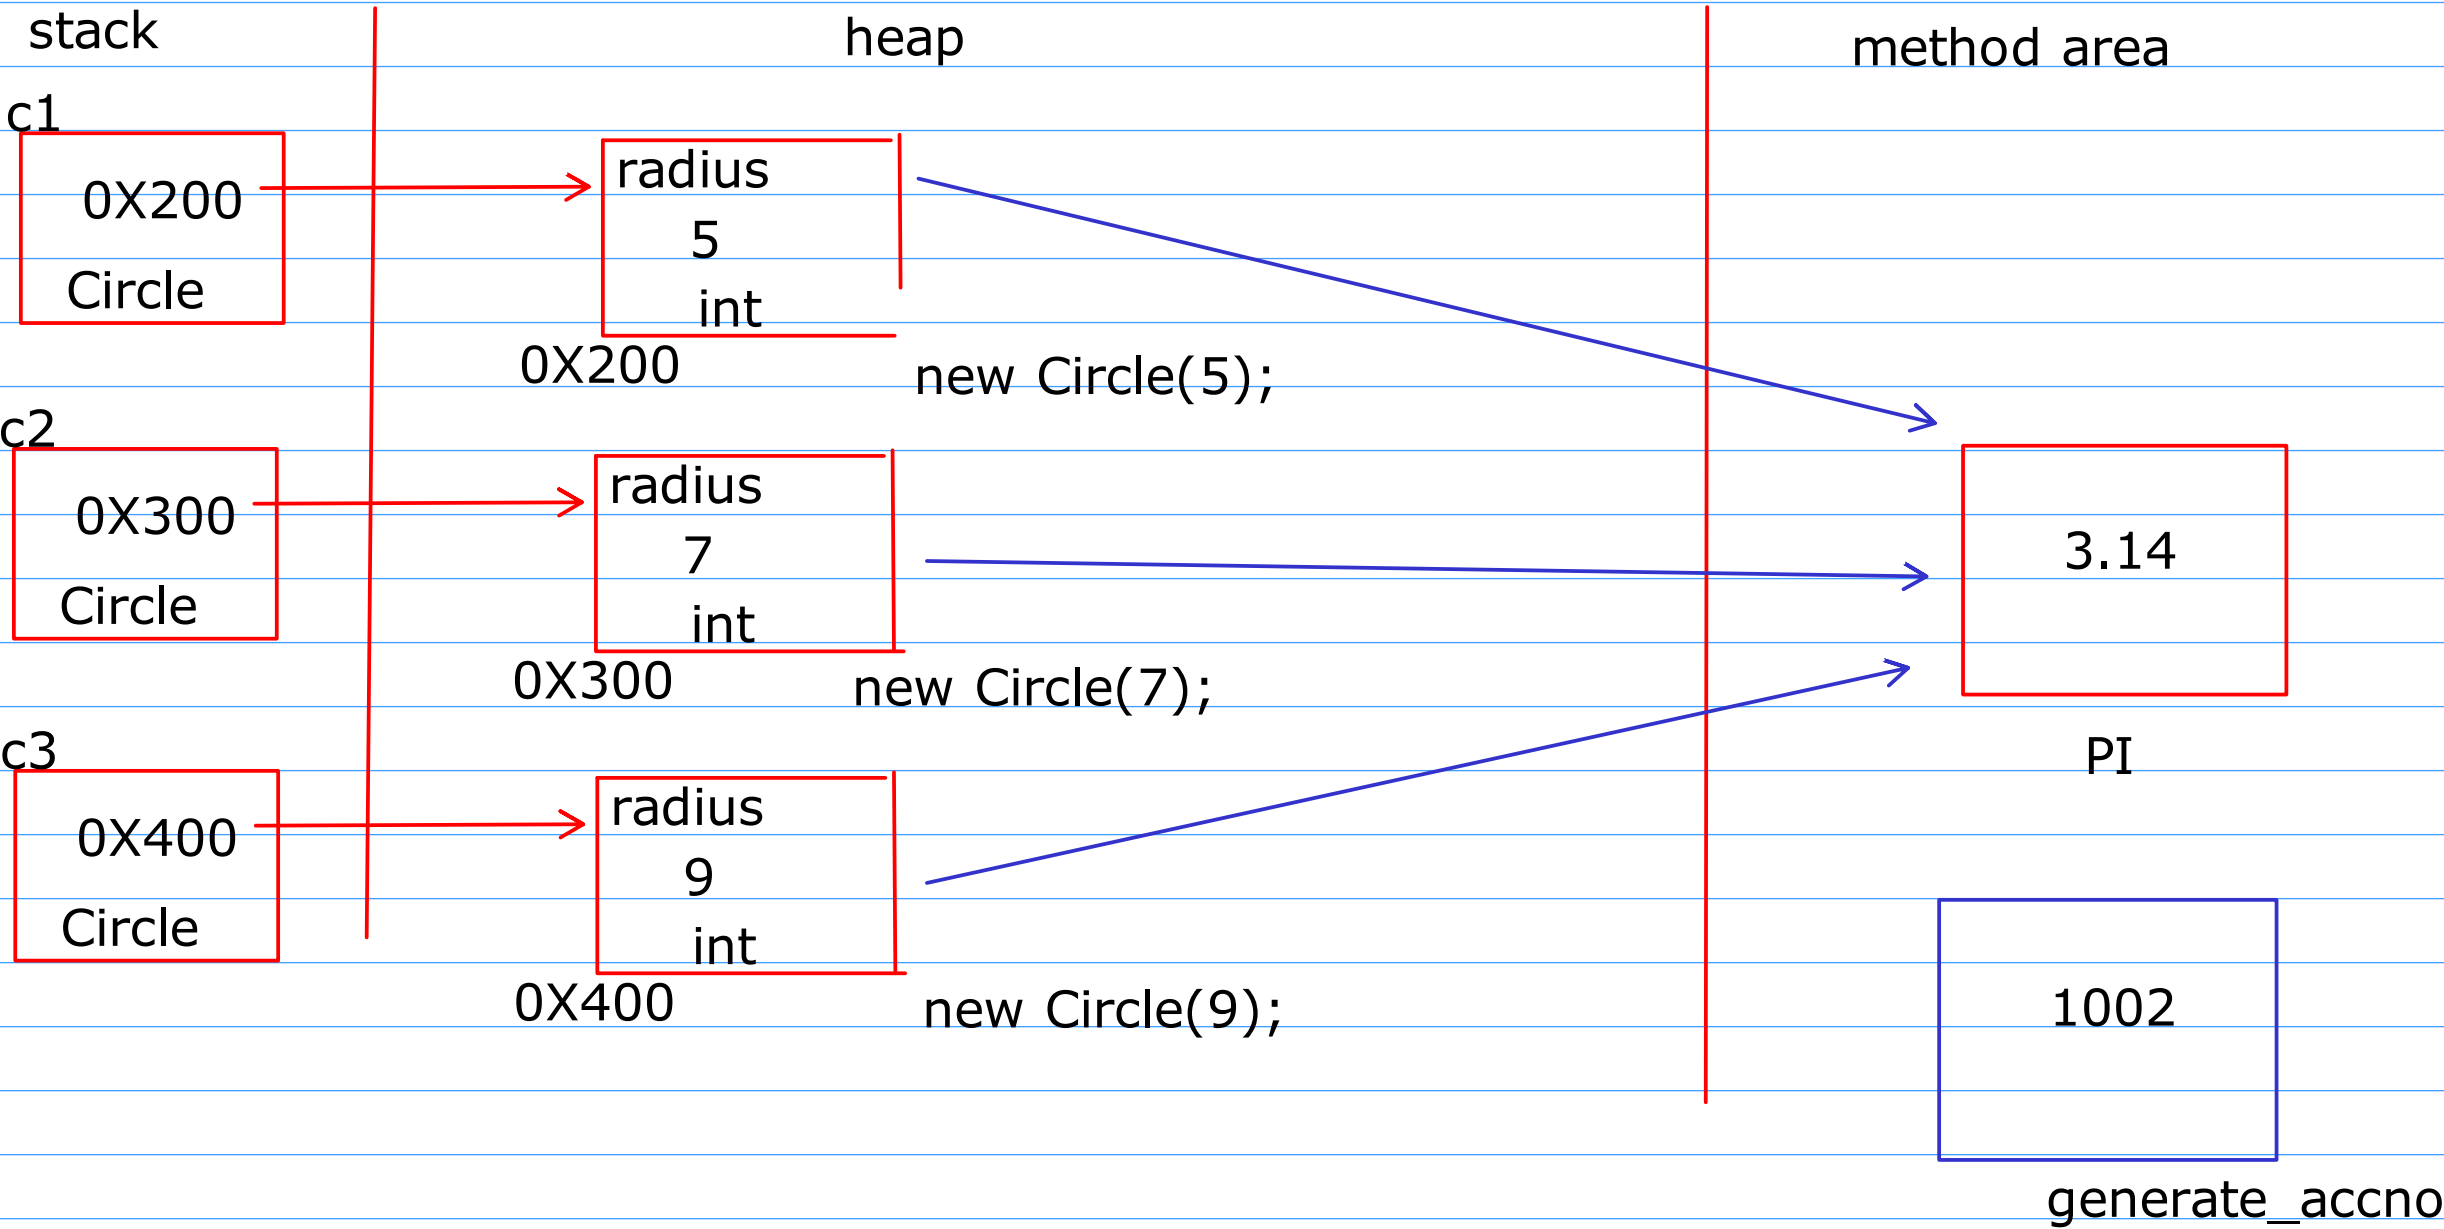 stack
heap
method area
c1
0X200
Circle
radius
5
int
0X200
new Circle(5);
c2
0X300
Circle
radius
7
int
0X300
new Circle(7);
3.14
PI
c3
0X400
Circle
radius
9
int
0X400
new Circle(9);
1002
generate_accno